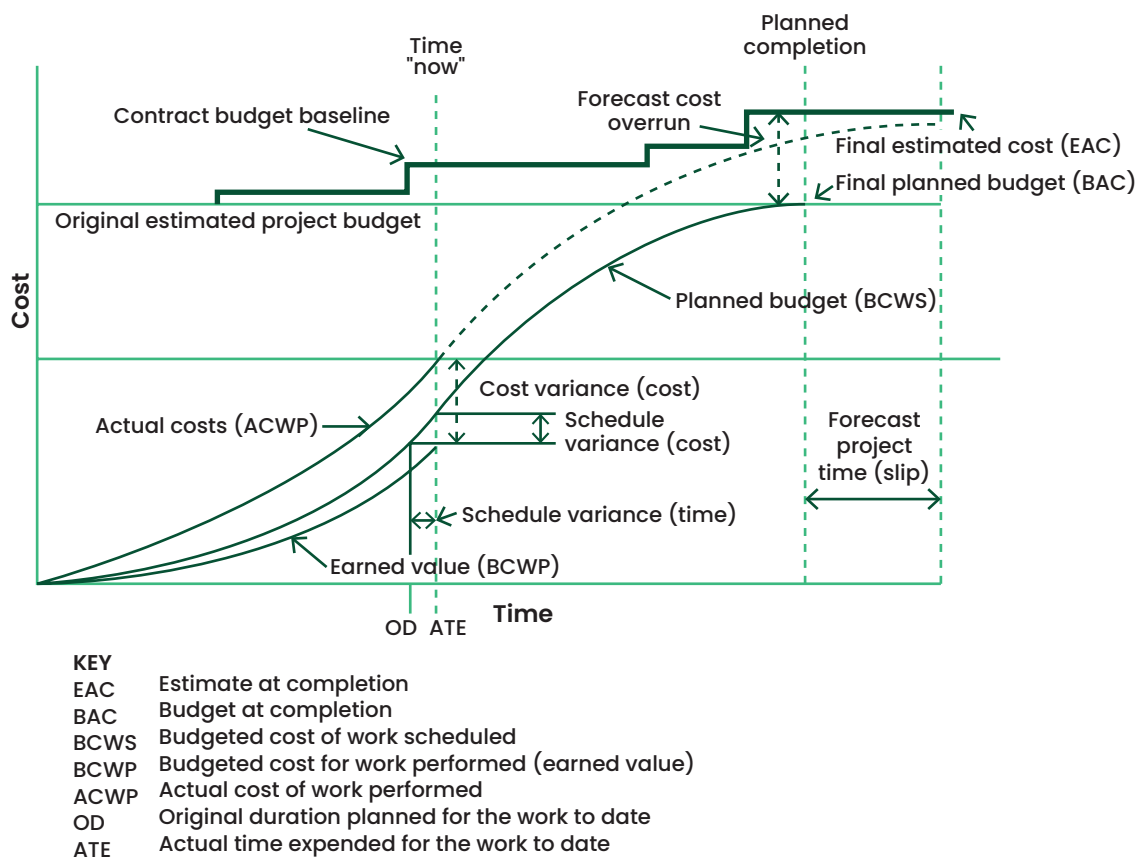 Planned
completion
Time
"now"
Forecast cost
overrun
Contract budget baseline
Final estimated cost (EAC)
Final planned budget (BAC)
Original estimated project budget
Cost
Planned budget (BCWS)
Cost variance (cost)
Actual costs (ACWP)
Schedule
variance (cost)
Forecast
project
time (slip)
Schedule variance (time)
Earned value (BCWP)
Time
OD
ATE
KEY
EAC Estimate at completion
BAC Budget at completion
BCWS Budgeted cost of work scheduled
BCWP Budgeted cost for work performed (earned value)
ACWP Actual cost of work performed
OD Original duration planned for the work to date
ATE Actual time expended for the work to date